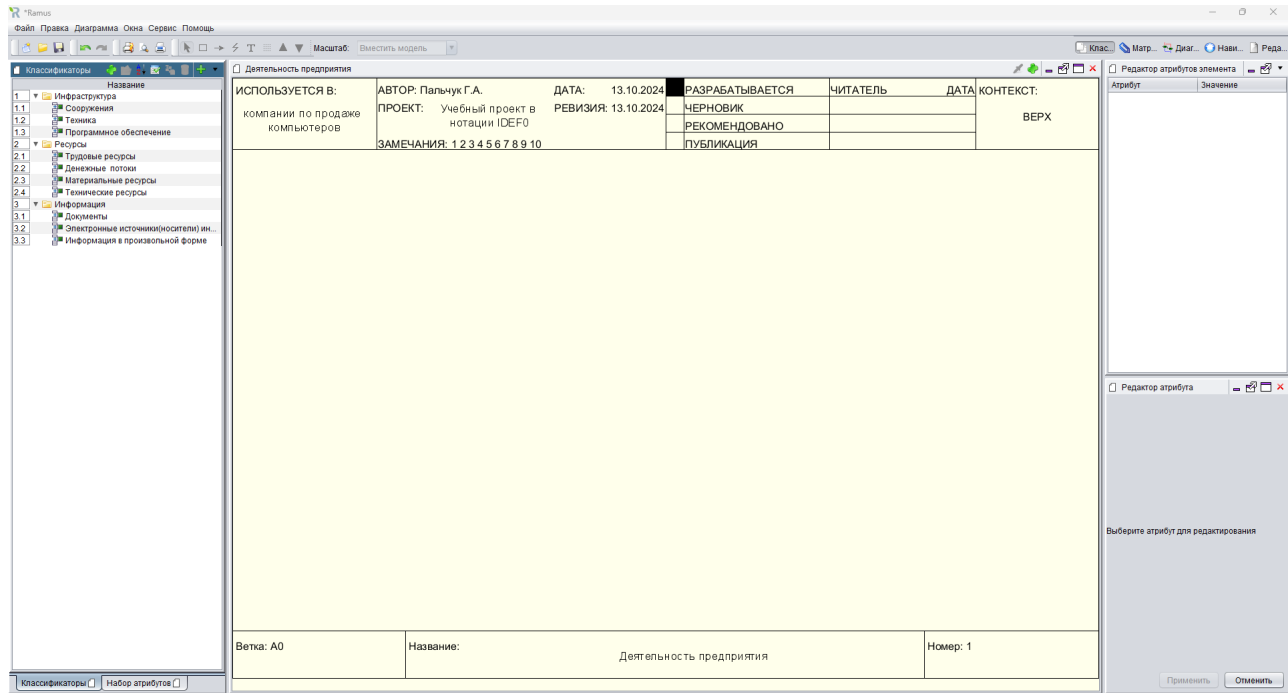 *Ramus
Файл Правка Диаграмма Окна Сервис Помощь
Масштаб: Вместить модель
Клас... Матр... Диаг... Нави... Реда...
Классификаторы
Название
1 Инфраструктура
1.1 Сооружения
1.2 Техника
1.3 Программное обеспечение
2 Ресурсы
2.1 Трудовые ресурсы
2.2 Денежные потоки
2.3 Материальные ресурсы
2.4 Технические ресурсы
3 Информация
3.1 Документы
3.2 Электронные источники(носители) ин...
3.3 Информация в произвольной форме
Классификаторы Набор атрибутов
Деятельность предприятия
ИСПОЛЬЗУЕТСЯ В:
компании по продаже
компьютеров
АВТОР: Пальчук Г.А. ДАТА: 13.10.2024
ПРОЕКТ: Учебный проект в РЕВИЗИЯ: 13.10.2024
нотации IDEF0
ЗАМЕЧАНИЯ: 1 2 3 4 5 6 7 8 9 10
РАЗРАБАТЫВАЕТСЯ
ЧЕРНОВИК
РЕКОМЕНДОВАНО
ПУБЛИКАЦИЯ
ЧИТАТЕЛЬ ДАТА
КОНТЕКСТ:
ВЕРХ
Ветка: A0
Название:
Деятельность предприятия
Номер: 1
Редактор атрибутов элемента
Атрибут Значение
Редактор атрибута
Выберите атрибут для редактирования
Применить Отменить